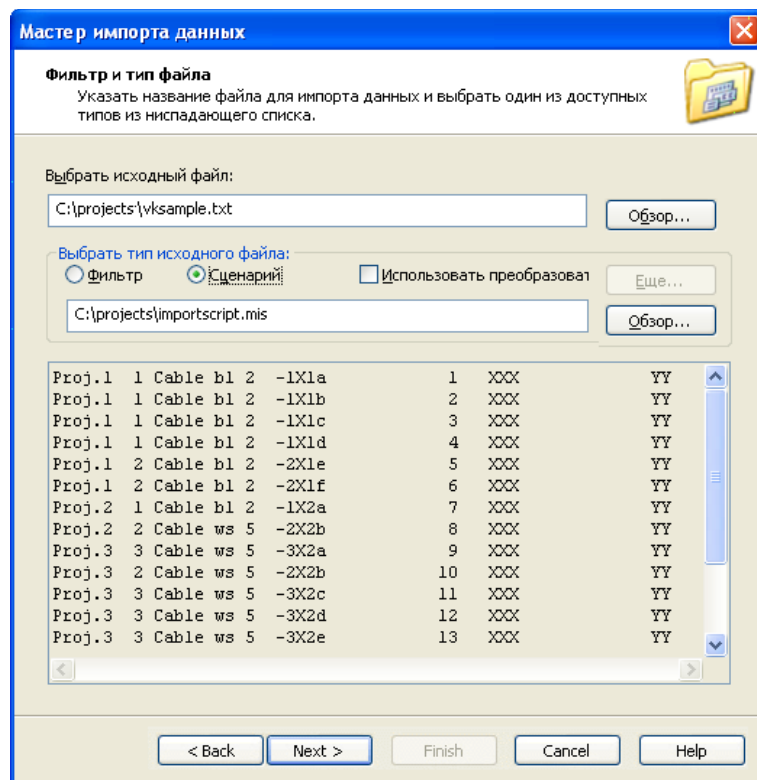 Мастер импорта данных
Фильтр и тип файла
Указать название файла для импорта данных и выбрать один из доступных
типов из ниспадающего списка.
Выбрать исходный файл:
C:\projects\vksample.txt
Обзор...
Выбрать тип исходного файла:
Фильтр Сценарий Использовать преобразоват Еще...
C:\projects\importscript.mis
Обзор...
Proj.1 1 Cable bl 2 -1X1a 1 XXX YY
Proj.1 1 Cable bl 2 -1X1b 2 XXX YY
Proj.1 1 Cable bl 2 -1X1c 3 XXX YY
Proj.1 1 Cable bl 2 -1X1d 4 XXX YY
Proj.1 2 Cable bl 2 -2X1e 5 XXX YY
Proj.1 2 Cable bl 2 -2X1f 6 XXX YY
Proj.2 1 Cable bl 2 -1X2a 7 XXX YY
Proj.2 2 Cable ws 5 -2X2b 8 XXX YY
Proj.3 3 Cable ws 5 -3X2a 9 XXX YY
Proj.3 2 Cable ws 5 -2X2b 10 XXX YY
Proj.3 3 Cable ws 5 -3X2c 11 XXX YY
Proj.3 3 Cable ws 5 -3X2d 12 XXX YY
Proj.3 3 Cable ws 5 -3X2e 13 XXX YY
< Back Next > Finish Cancel Help